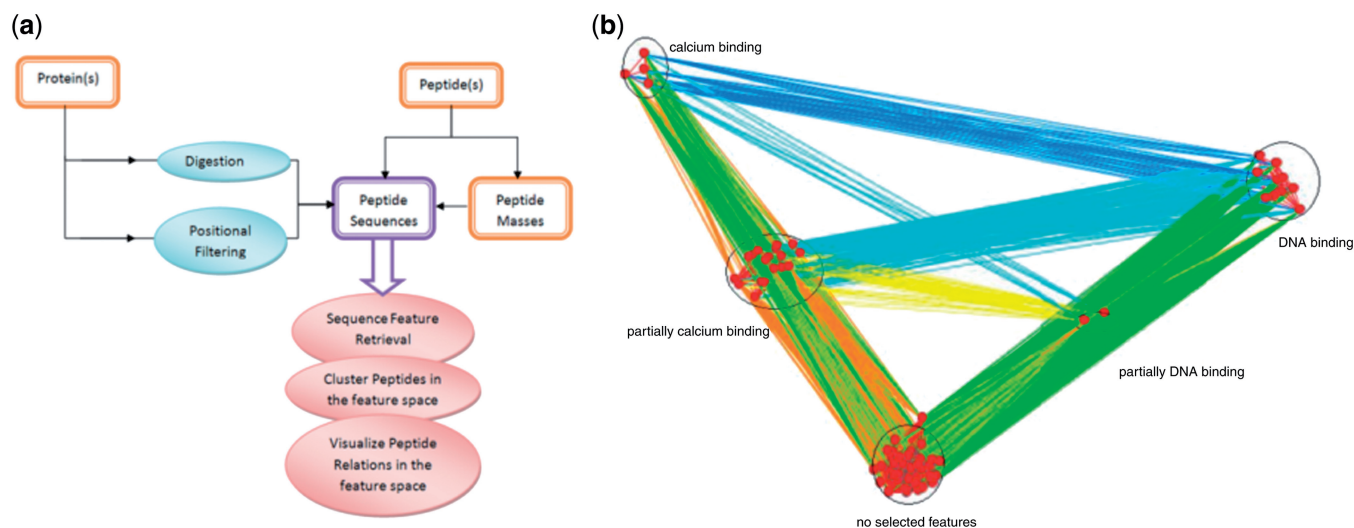 (a)
Protein(s)
Peptide(s)
Digestion
Positional
Filtering
Peptide
Sequences
Peptide
Masses
Sequence Feature
Retrieval
Cluster Peptides in
the feature space
Visualize Peptide
Relations in the
feature space
(b)
calcium binding
DNA binding
partially calcium binding
partially DNA binding
no selected features